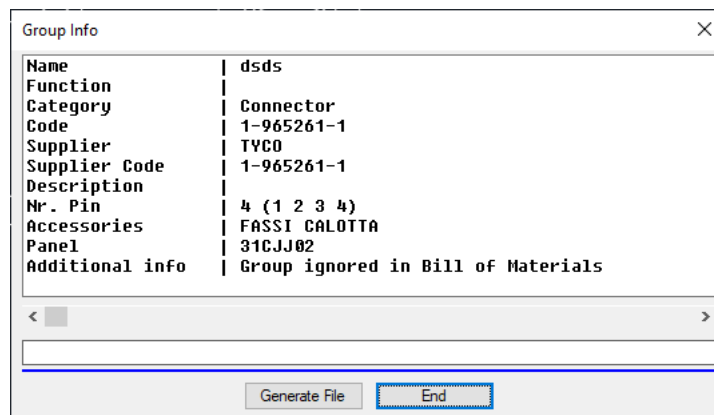 Group Info
Name | dsds
Function |
Category | Connector
Code | 1-965261-1
Supplier | TYCO
Supplier Code | 1-965261-1
Description |
Nr. Pin | 4 (1 2 3 4)
Accessories | FASSI CALOTTA
Panel | 31CJJ02
Additional info | Group ignored in Bill of Materials
Generate File End